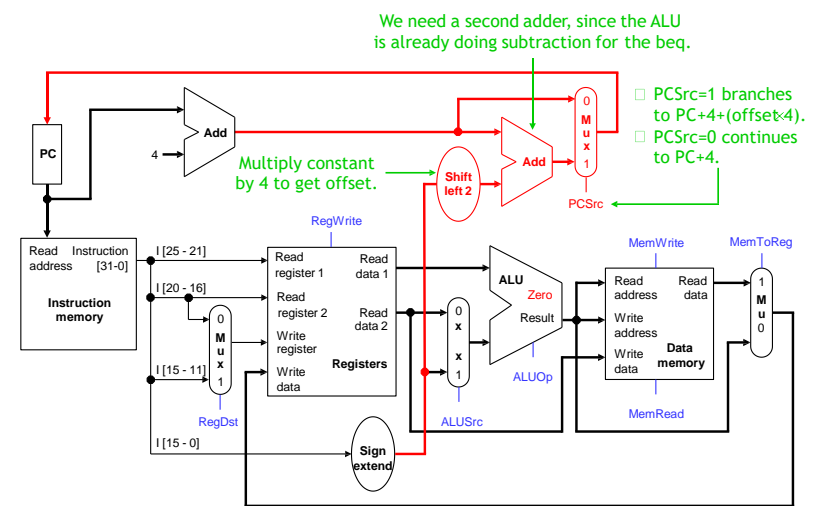 We need a second adder, since the ALU
is already doing subtraction for the beq.
□ PCSrc=1 branches
to PC+4+(offset×4).
□ PCSrc=0 continues
to PC+4.
0
M
u
x
1
Add
PC
4
Add
Multiply constant
by 4 to get offset.
Shift
left 2
PCSrc
RegWrite
MemWrite
MemToReg
Read
address
Instruction
[31-0]
Instruction
memory
I [25 - 21]
I [20 - 16]
I [15 - 11]
I [15 - 0]
0
M
u
x
1
RegDst
Read
register 1
Read
data 1
Read
register 2
Read
data 2
Write
register
Write
data
Registers
Sign
extend
0
x
x
1
ALUSrc
ALU
Zero
Result
ALUOp
Read
address
Read
data
Write
address
Write
data
Data
memory
MemRead
1
M
u
0